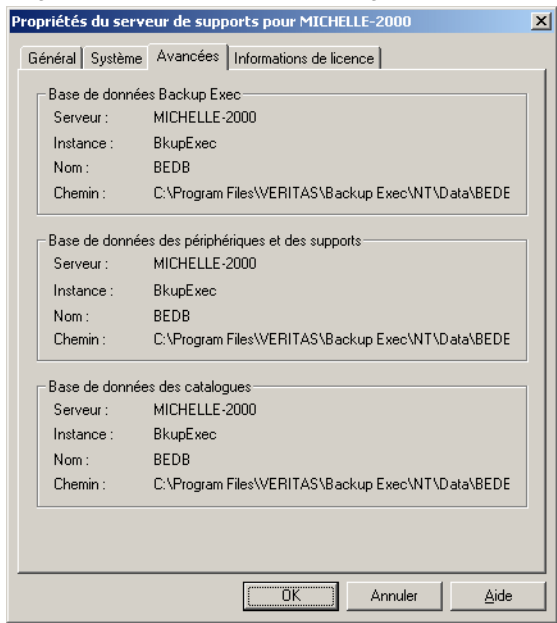 Propriétés du serveur de supports pour MICHELLE-2000
Général Système Avancées Informations de licence
Base de données Backup Exec
Serveur : MICHELLE-2000
Instance : BkupExec
Nom : BEDB
Chemin : C:\Program Files\VERITAS\Backup Exec\NT\Data\BEDE
Base de données des périphériques et des supports
Serveur : MICHELLE-2000
Instance : BkupExec
Nom : BEDB
Chemin : C:\Program Files\VERITAS\Backup Exec\NT\Data\BEDE
Base de données des catalogues
Serveur : MICHELLE-2000
Instance : BkupExec
Nom : BEDB
Chemin : C:\Program Files\VERITAS\Backup Exec\NT\Data\BEDE
OK Annuler Aide